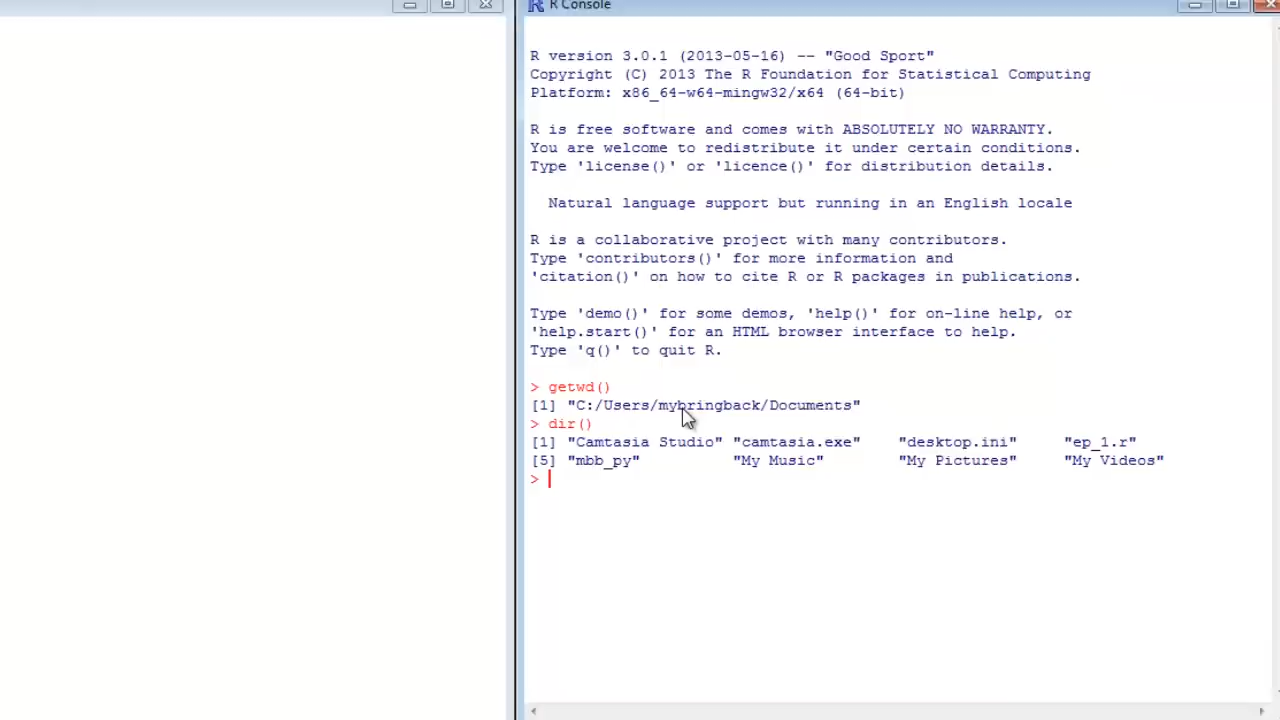 R Console
R version 3.0.1 (2013-05-16) -- "Good Sport"
Copyright (C) 2013 The R Foundation for Statistical Computing
Platform: x86_64-w64-mingw32/x64 (64-bit)
R is free software and comes with ABSOLUTELY NO WARRANTY.
You are welcome to redistribute it under certain conditions.
Type 'license()' or 'licence()' for distribution details.
Natural language support but running in an English locale
R is a collaborative project with many contributors.
Type 'contributors()' for more information and
'citation()' on how to cite R or R packages in publications.
Type 'demo()' for some demos, 'help()' for on-line help, or
'help.start()' for an HTML browser interface to help.
Type 'q()' to quit R.
> getwd()
[1] "C:/Users/mybringback/Documents"
> dir()
[1] "Camtasia Studio" "camtasia.exe"    "desktop.ini"     "ep_1.r"
[5] "mbb_py"          "My Music"        "My Pictures"     "My Videos"
>